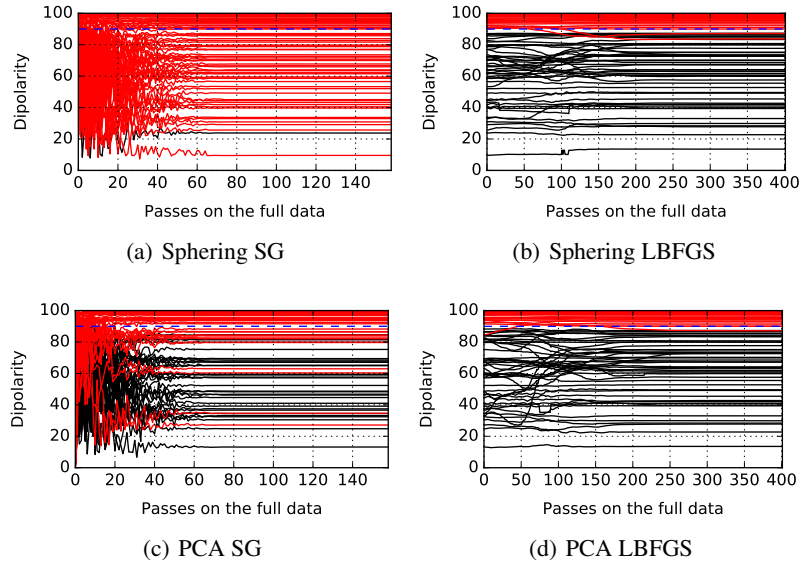 100
80
60
40
20
0
Dipolarity
0 20 40 60 80 100 120 140
Passes on the full data
(a) Sphering SG
100
80
60
40
20
0
Dipolarity
0 50 100 150 200 250 300 350 400
Passes on the full data
(b) Sphering LBFGS
100
80
60
40
20
0
Dipolarity
0 20 40 60 80 100 120 140
Passes on the full data
(c) PCA SG
100
80
60
40
20
0
Dipolarity
0 50 100 150 200 250 300 350 400
Passes on the full data
(d) PCA LBFGS